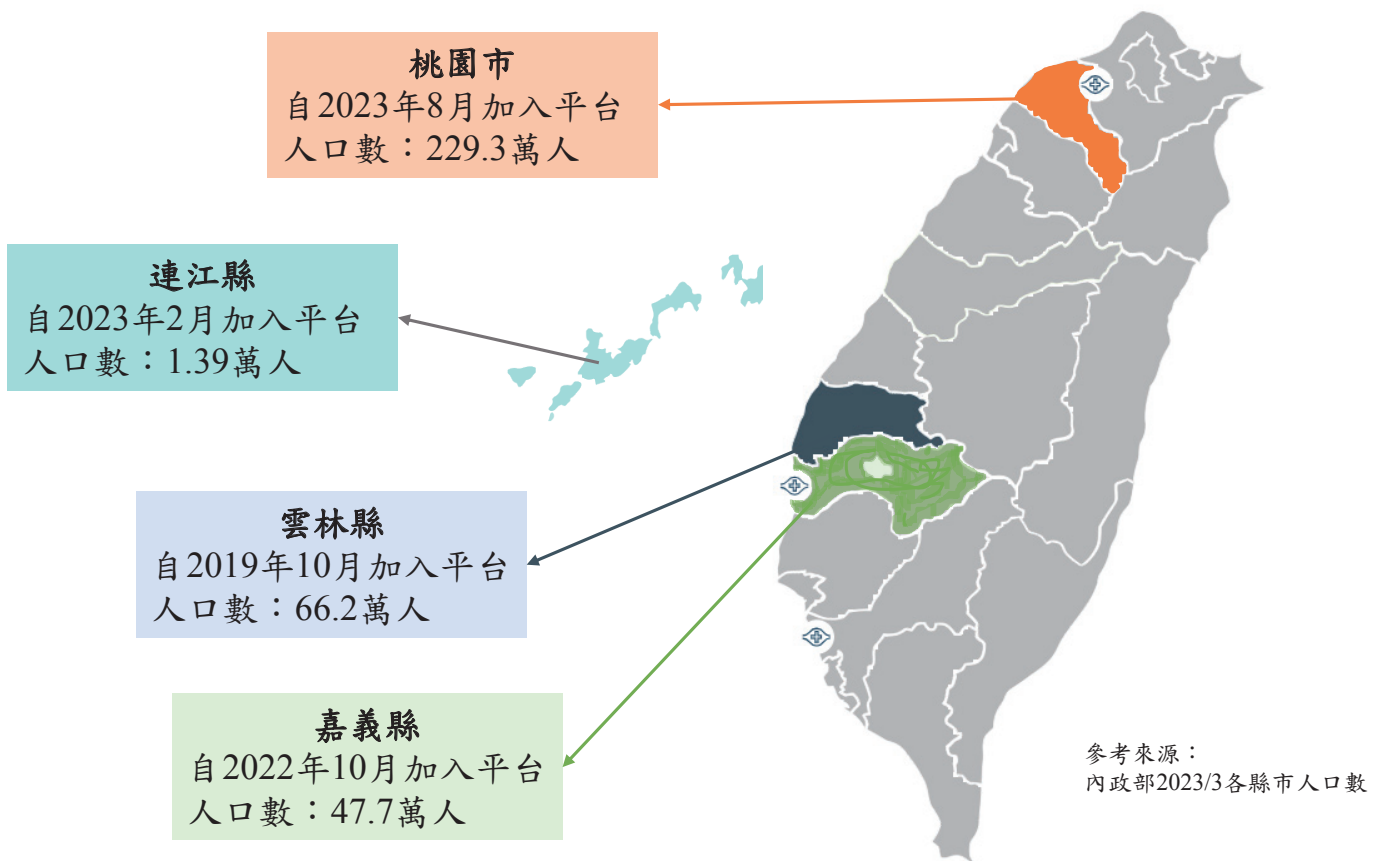 桃園市
自2023年8月加入平台
人口數：229.3萬人
連江縣
自2023年2月加入平台
人口數：1.39萬人
雲林縣
自2019年10月加入平台
人口數：66.2萬人
嘉義縣
自2022年10月加入平台
人口數：47.7萬人
參考來源：
內政部2023/3各縣市人口數